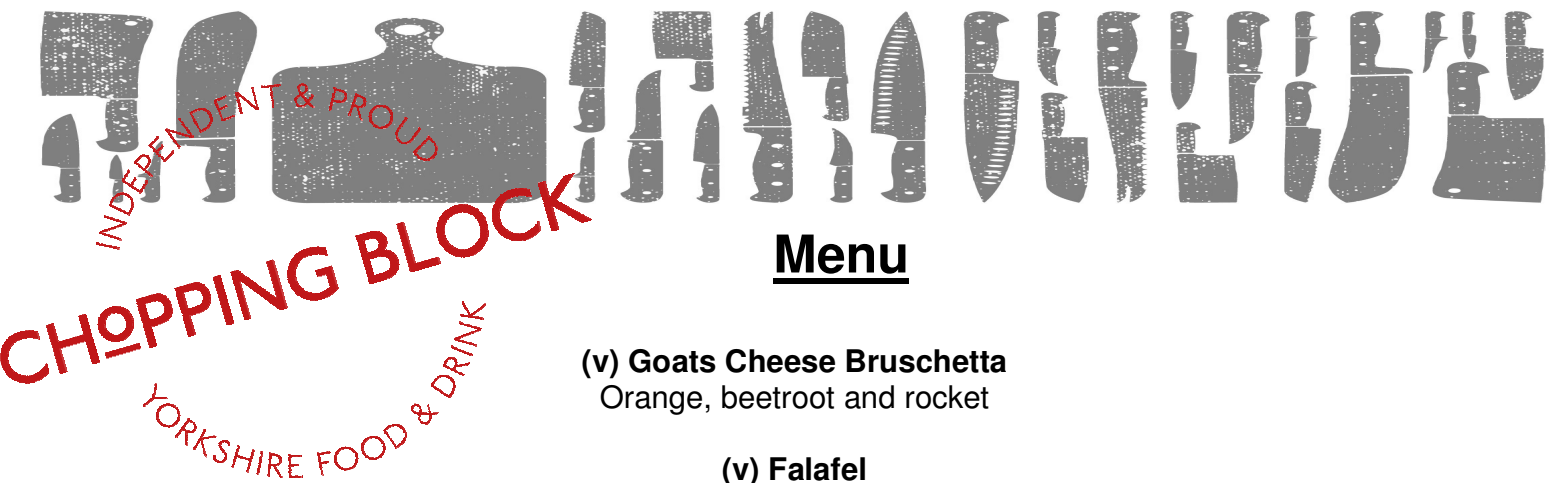 INDEPENDENT & PROUD
CHOPPING BLOCK
YORKSHIRE FOOD & DRINK
Menu
(v) Goats Cheese Bruschetta
Orange, beetroot and rocket
(v) Falafel